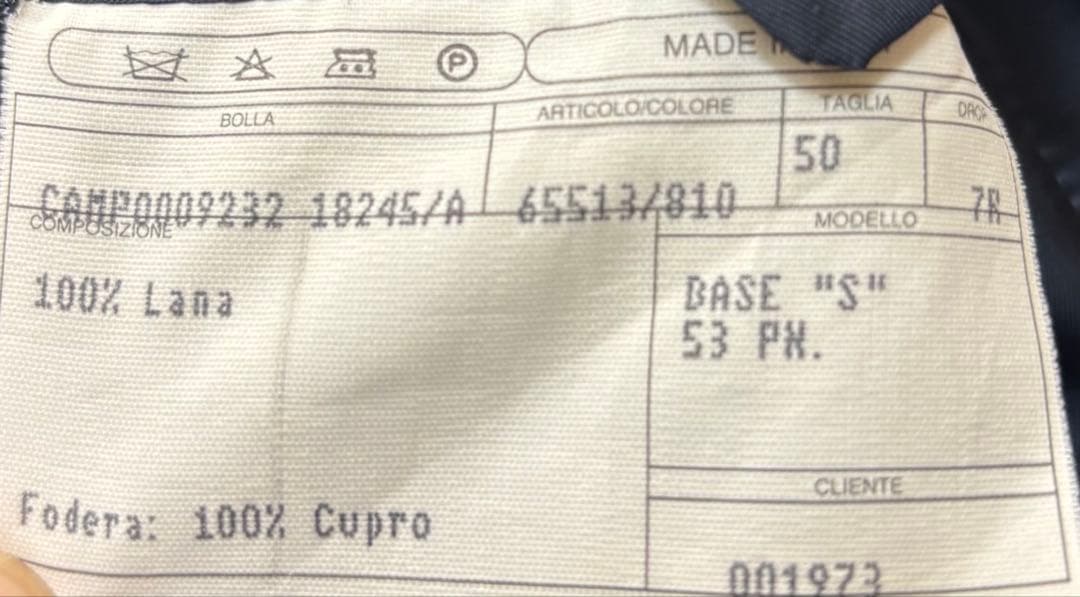 MADE
BOLLA ARTICOLO/COLORE TAGLIA DROP
50
CAMP0009232 18245/A 65513/810 7R
COMPOSIZIONE MODELLO
100% Lana BASE "S"
53 PN.
CLIENTE
Fodera: 100% Cupro
001973